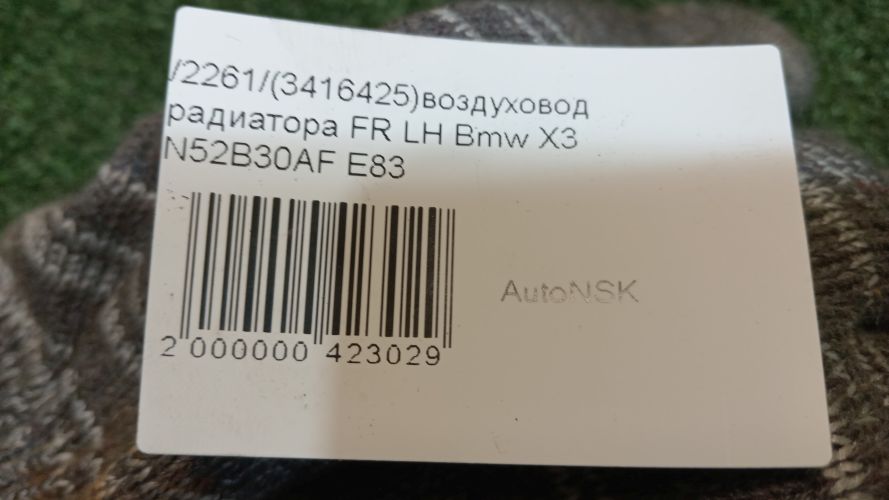 /2261/(3416425)воздуховод
радиатора FR LH Bmw X3
N52B30AF E83
AutoNSK
2 000000 423029